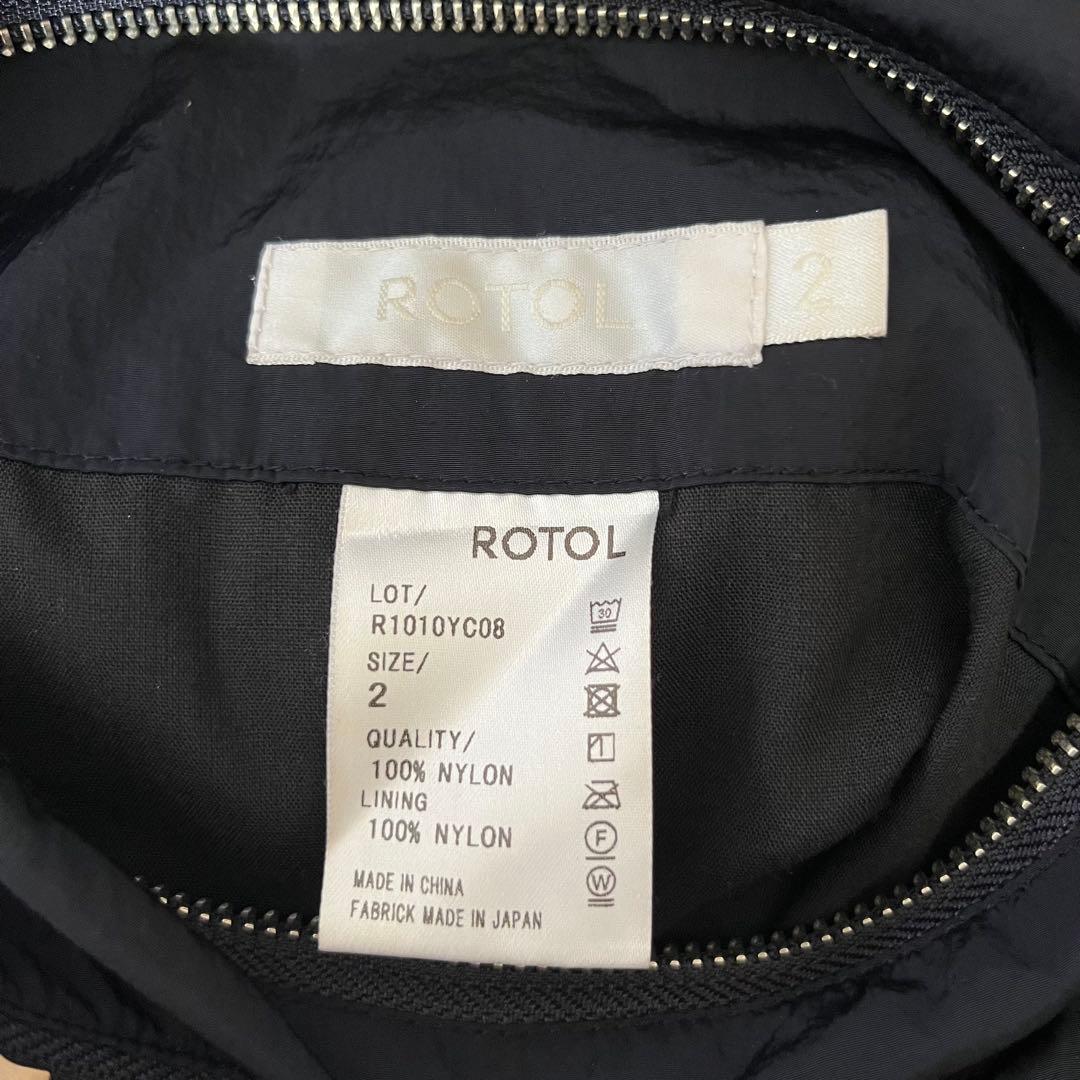 ROTOL
2
ROTOL
LOT/
R1010YC08
SIZE/
2
QUALITY/
100% NYLON
LINING
100% NYLON
MADE IN CHINA
FABRICK MADE IN JAPAN
30
F
W